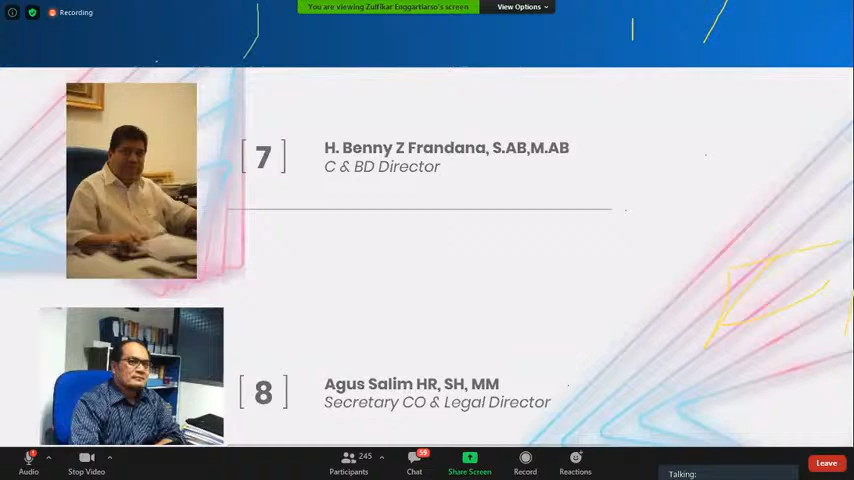 Recording
You are viewing Zulfikar Enggartiarso's screen
View Options
[ 7 ]
H. Benny Z Frandana, S.AB,M.AB
C & BD Director
[ 8 ]
Agus Salim HR, SH, MM
Secretary CO & Legal Director
Audio
Stop Video
245
Participants
59
Chat
Share Screen
Record
Reactions
Talking:
Leave